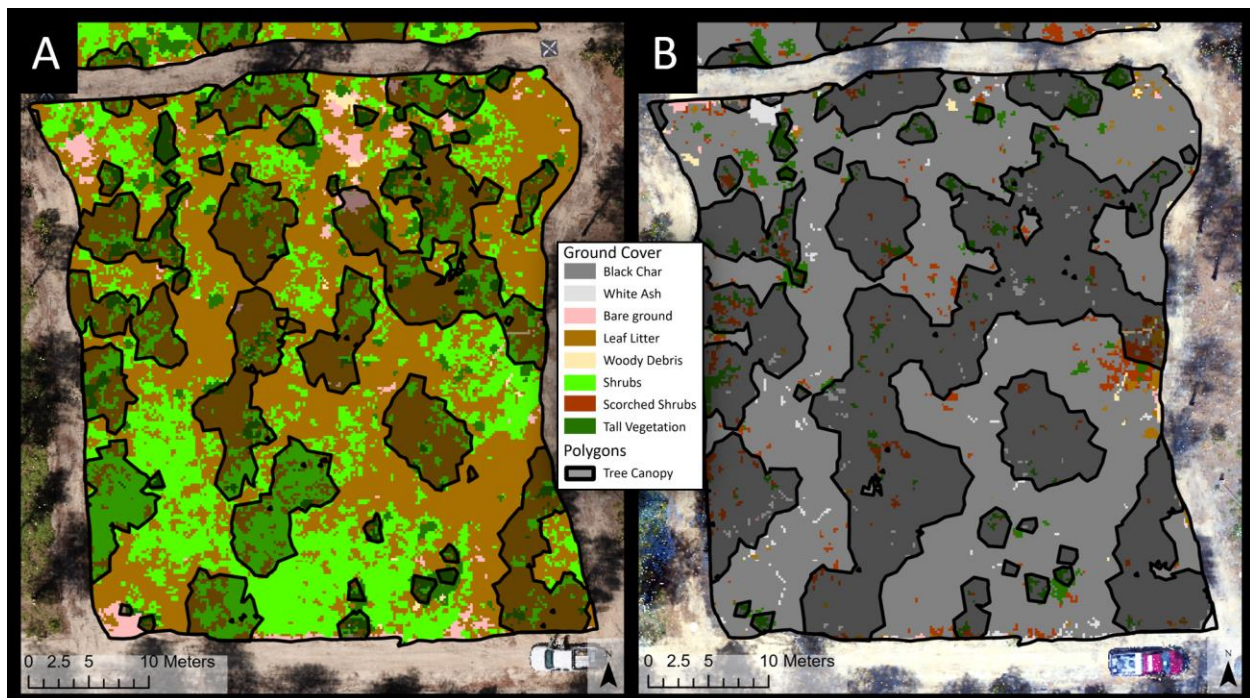 A
B
Ground Cover
Black Char
White Ash
Bare ground
Leaf Litter
Woody Debris
Shrubs
Scorched Shrubs
Tall Vegetation
Polygons
Tree Canopy
0 2.5 5 10 Meters
N
0 2.5 5 10 Meters
N